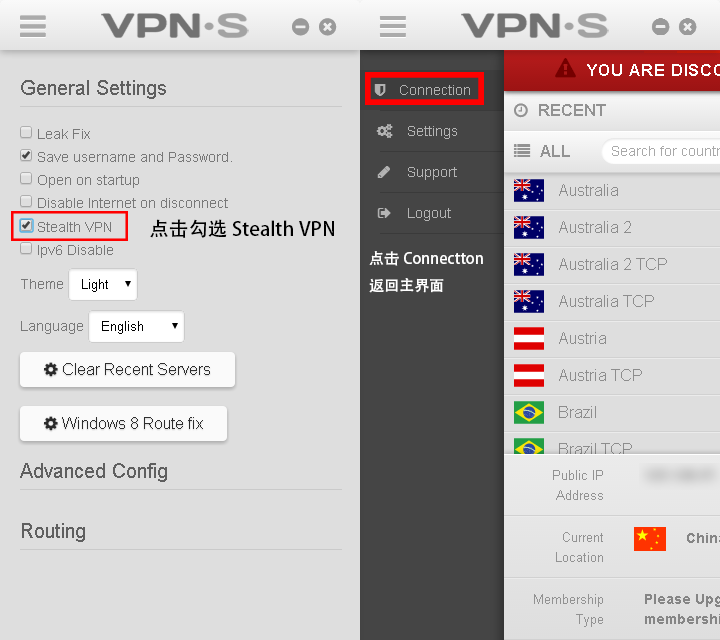 VPN·S
General Settings
Leak Fix
Save username and Password.
Open on startup
Disable Internet on disconnect
Stealth VPN
点击勾选 Stealth VPN
Ipv6 Disable
Theme Light
Language English
Clear Recent Servers
Windows 8 Route fix
Advanced Config
Routing
VPN·S
Connection
Settings
Support
Logout
点击 Connectton
返回主界面
YOU ARE DISCO
RECENT
ALL
Search for countr
Australia
Australia 2
Australia 2 TCP
Australia TCP
Austria
Austria TCP
Brazil
Brazil TCP
Public IP
Address
Current
Location
China
Membership
Type
Please Upg
membershi